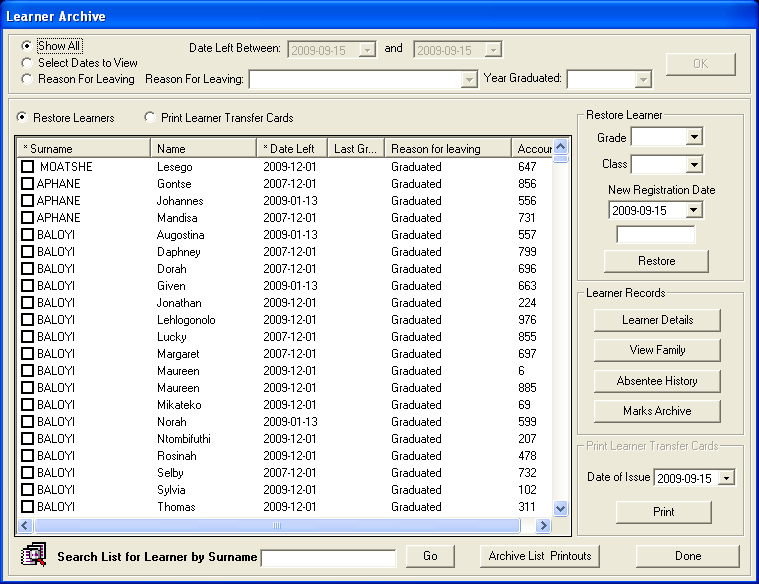 Learner Archive
Show All
Date Left Between: 2009-09-15 and 2009-09-15
Select Dates to View
Reason For Leaving Reason For Leaving: Year Graduated:
OK
Restore Learners Print Learner Transfer Cards
* Surname Name * Date Left Last Gr... Reason for leaving Accour
MOATSHE Lesego 2009-12-01 Graduated 647
APHANE Gontse 2007-12-01 Graduated 856
APHANE Johannes 2009-01-13 Graduated 556
APHANE Mandisa 2007-12-01 Graduated 731
BALOYI Augostina 2009-01-13 Graduated 557
BALOYI Daphney 2007-12-01 Graduated 799
BALOYI Dorah 2007-12-01 Graduated 696
BALOYI Given 2009-01-13 Graduated 663
BALOYI Jonathan 2009-12-01 Graduated 224
BALOYI Lehlogonolo 2009-12-01 Graduated 976
BALOYI Lucky 2007-12-01 Graduated 855
BALOYI Margaret 2007-12-01 Graduated 697
BALOYI Maureen 2009-12-01 Graduated 6
BALOYI Maureen 2009-12-01 Graduated 885
BALOYI Mikateko 2009-12-01 Graduated 69
BALOYI Norah 2009-01-13 Graduated 599
BALOYI Ntombifuthi 2009-12-01 Graduated 207
BALOYI Rosinah 2009-12-01 Graduated 478
BALOYI Selby 2007-12-01 Graduated 732
BALOYI Sylvia 2009-12-01 Graduated 102
BALOYI Thomas 2009-12-01 Graduated 311
Restore Learner
Grade
Class
New Registration Date
2009-09-15
Restore
Learner Records
Learner Details
View Family
Absentee History
Marks Archive
Print Learner Transfer Cards
Date of Issue 2009-09-15
Print
Search List for Learner by Surname Go Archive List Printouts Done